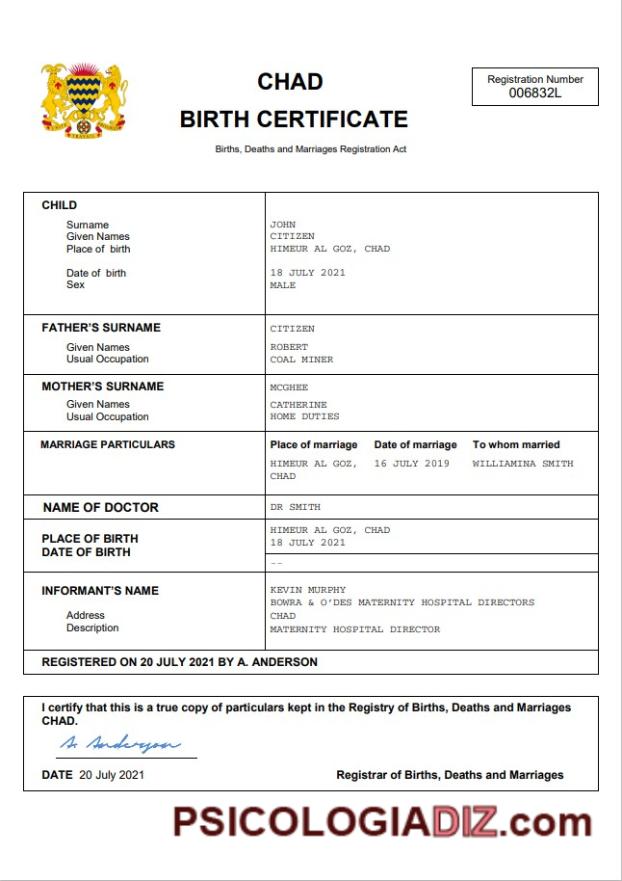 CHAD
BIRTH CERTIFICATE
Births, Deaths and Marriages Registration Act
Registration Number
006832L
CHILD
Surname JOHN
Given Names CITIZEN
Place of birth HIMEUR AL GOZ, CHAD
Date of birth 18 JULY 2021
Sex MALE
FATHER'S SURNAME CITIZEN
Given Names ROBERT
Usual Occupation COAL MINER
MOTHER'S SURNAME MCGHEE
Given Names CATHERINE
Usual Occupation HOME DUTIES
MARRIAGE PARTICULARS Place of marriage Date of marriage To whom married
HIMEUR AL GOZ, 16 JULY 2019 WILLIAMINA SMITH
CHAD
NAME OF DOCTOR DR SMITH
PLACE OF BIRTH HIMEUR AL GOZ, CHAD
DATE OF BIRTH 18 JULY 2021
--
INFORMANT'S NAME KEVIN MURPHY
BOWRA & O'DES MATERNITY HOSPITAL DIRECTORS
Address CHAD
Description MATERNITY HOSPITAL DIRECTOR
REGISTERED ON 20 JULY 2021 BY A. ANDERSON
I certify that this is a true copy of particulars kept in the Registry of Births, Deaths and Marriages
CHAD.
A. Anderson
DATE 20 July 2021 Registrar of Births, Deaths and Marriages
PSICOLOGIADIZ.com